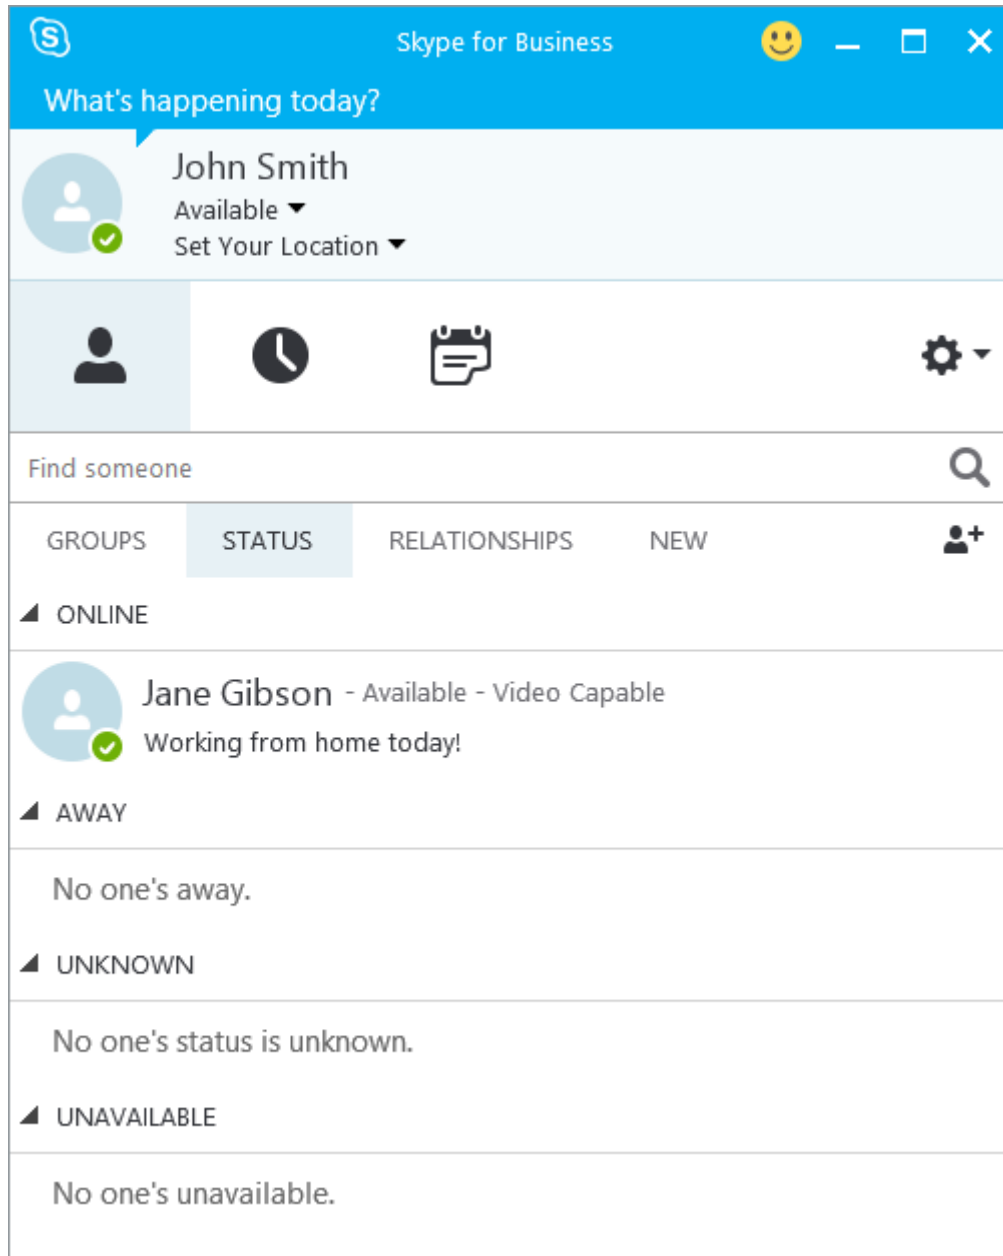 Skype for Business
What's happening today?
John Smith
Available
Set Your Location
Find someone
GROUPS STATUS RELATIONSHIPS NEW
ONLINE
Jane Gibson - Available - Video Capable
Working from home today!
AWAY
No one's away.
UNKNOWN
No one's status is unknown.
UNAVAILABLE
No one's unavailable.